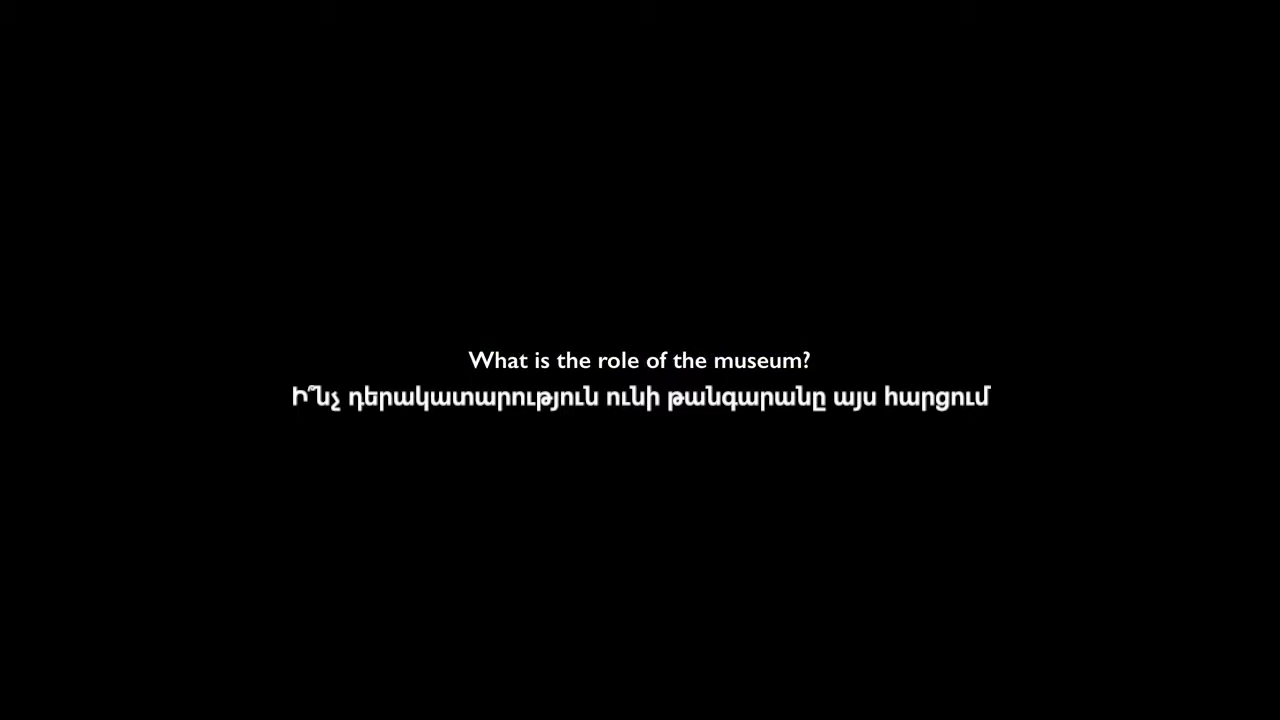 What is the role of the museum?
Ի՞նչ դերակատարություն ունի թանգարանը այս հարցում